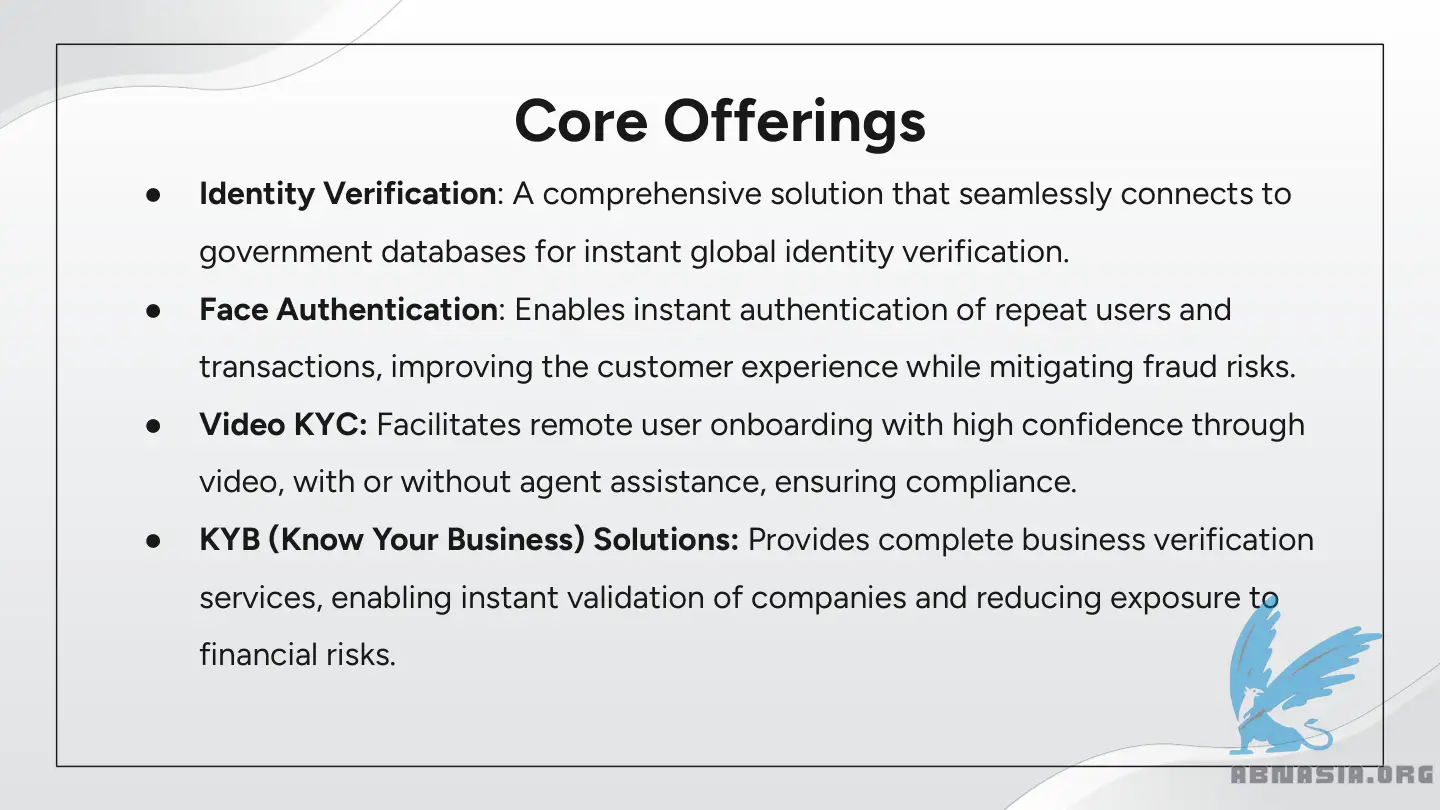 Core Offerings
● Identity Verification: A comprehensive solution that seamlessly connects to
government databases for instant global identity verification.
● Face Authentication: Enables instant authentication of repeat users and
transactions, improving the customer experience while mitigating fraud risks.
● Video KYC: Facilitates remote user onboarding with high confidence through
video, with or without agent assistance, ensuring compliance.
● KYB (Know Your Business) Solutions: Provides complete business verification
services, enabling instant validation of companies and reducing exposure to
financial risks.
ABNASIA.ORG